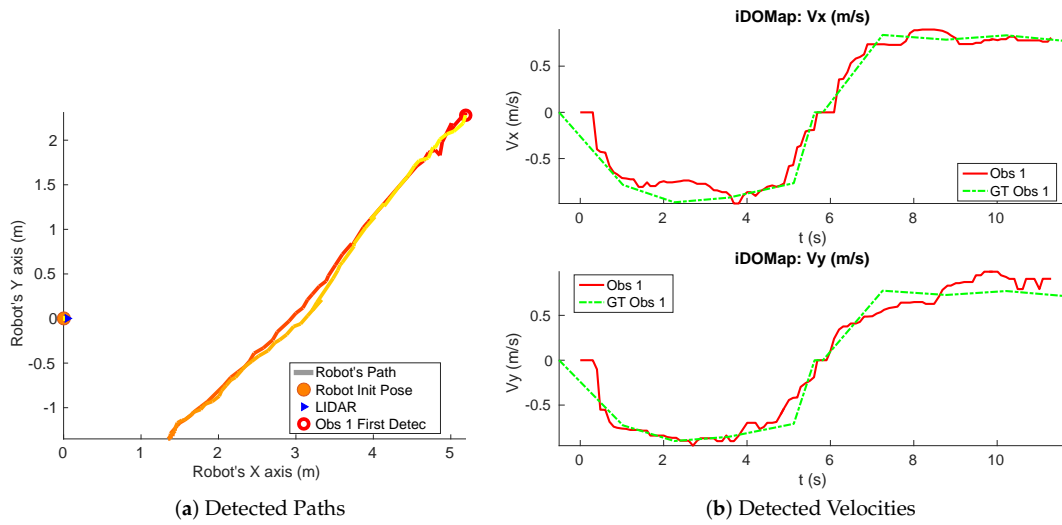 Robot's Y axis (m)
2
1.5
1
0.5
0
-0.5
-1
0
1
2
3
4
5
Robot's X axis (m)
Robot's Path
Robot Init Pose
LIDAR
Obs 1 First Detec
(a) Detected Paths
iDOMap: Vx (m/s)
Vx (m/s)
0.5
0
-0.5
0
2
4
6
8
10
t (s)
Obs 1
GT Obs 1
iDOMap: Vy (m/s)
Vy (m/s)
0.5
0
-0.5
0
2
4
6
8
10
t (s)
Obs 1
GT Obs 1
(b) Detected Velocities